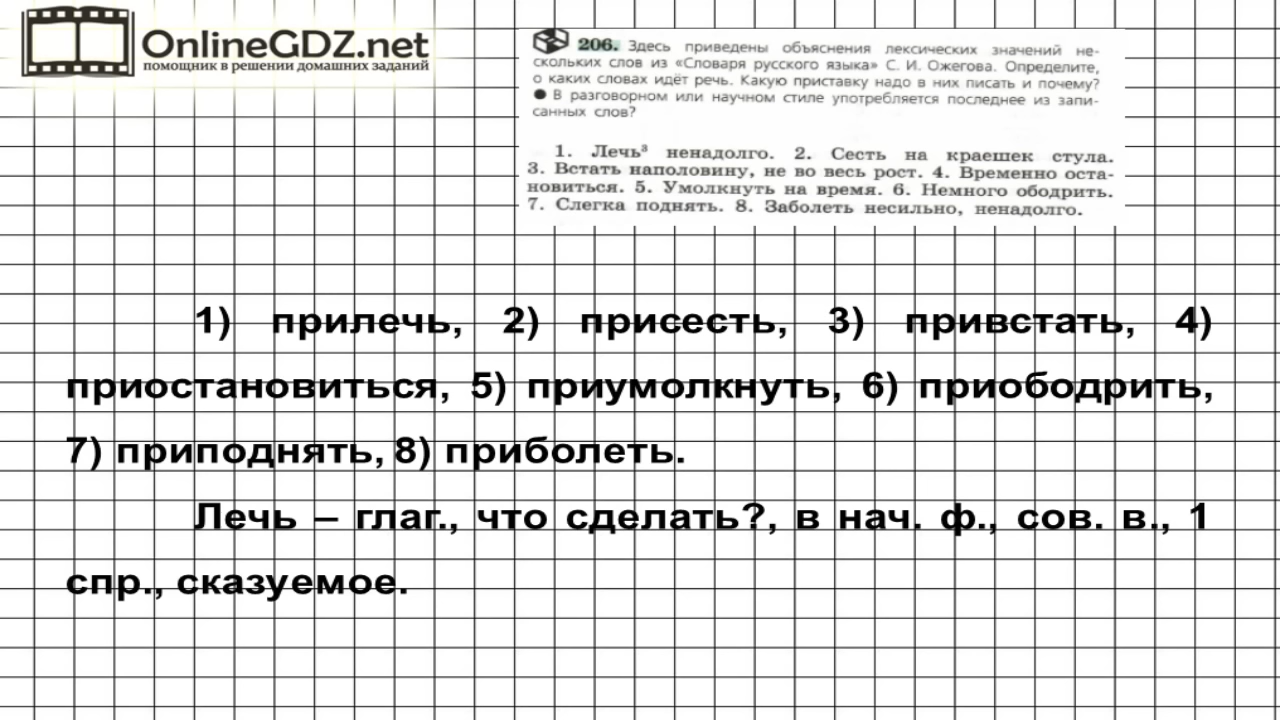 OnlineGDZ.net
помощник в решении домашних заданий
206. Здесь приведены объяснения лексических значений не-
скольких слов из «Словаря русского языка» С. И. Ожегова. Определите,
о каких словах идёт речь. Какую приставку надо в них писать и почему?
● В разговорном или научном стиле употребляется последнее из запи-
санных слов?
1. Лечь³ ненадолго. 2. Сесть на краешек стула.
3. Встать наполовину, не во весь рост. 4. Временно оста-
новиться. 5. Умолкнуть на время. 6. Немного ободрить.
7. Слегка поднять. 8. Заболеть несильно, ненадолго.
1) прилечь, 2) присесть, 3) привстать, 4)
приостановиться, 5) приумолкнуть, 6) приободрить,
7) приподнять, 8) приболеть.
Лечь – глаг., что сделать?, в нач. ф., сов. в., 1
спр., сказуемое.